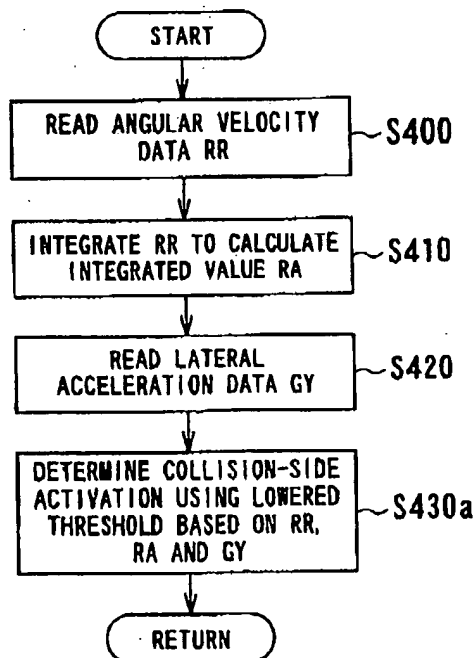 START
READ ANGULAR VELOCITY
DATA RR
S400
INTEGRATE RR TO CALCULATE
INTEGRATED VALUE RA
S410
READ LATERAL
ACCELERATION DATA GY
S420
DETERMINE COLLISION-SIDE
ACTIVATION USING LOWERED
THRESHOLD BASED ON RR,
RA AND GY
S430a
RETURN